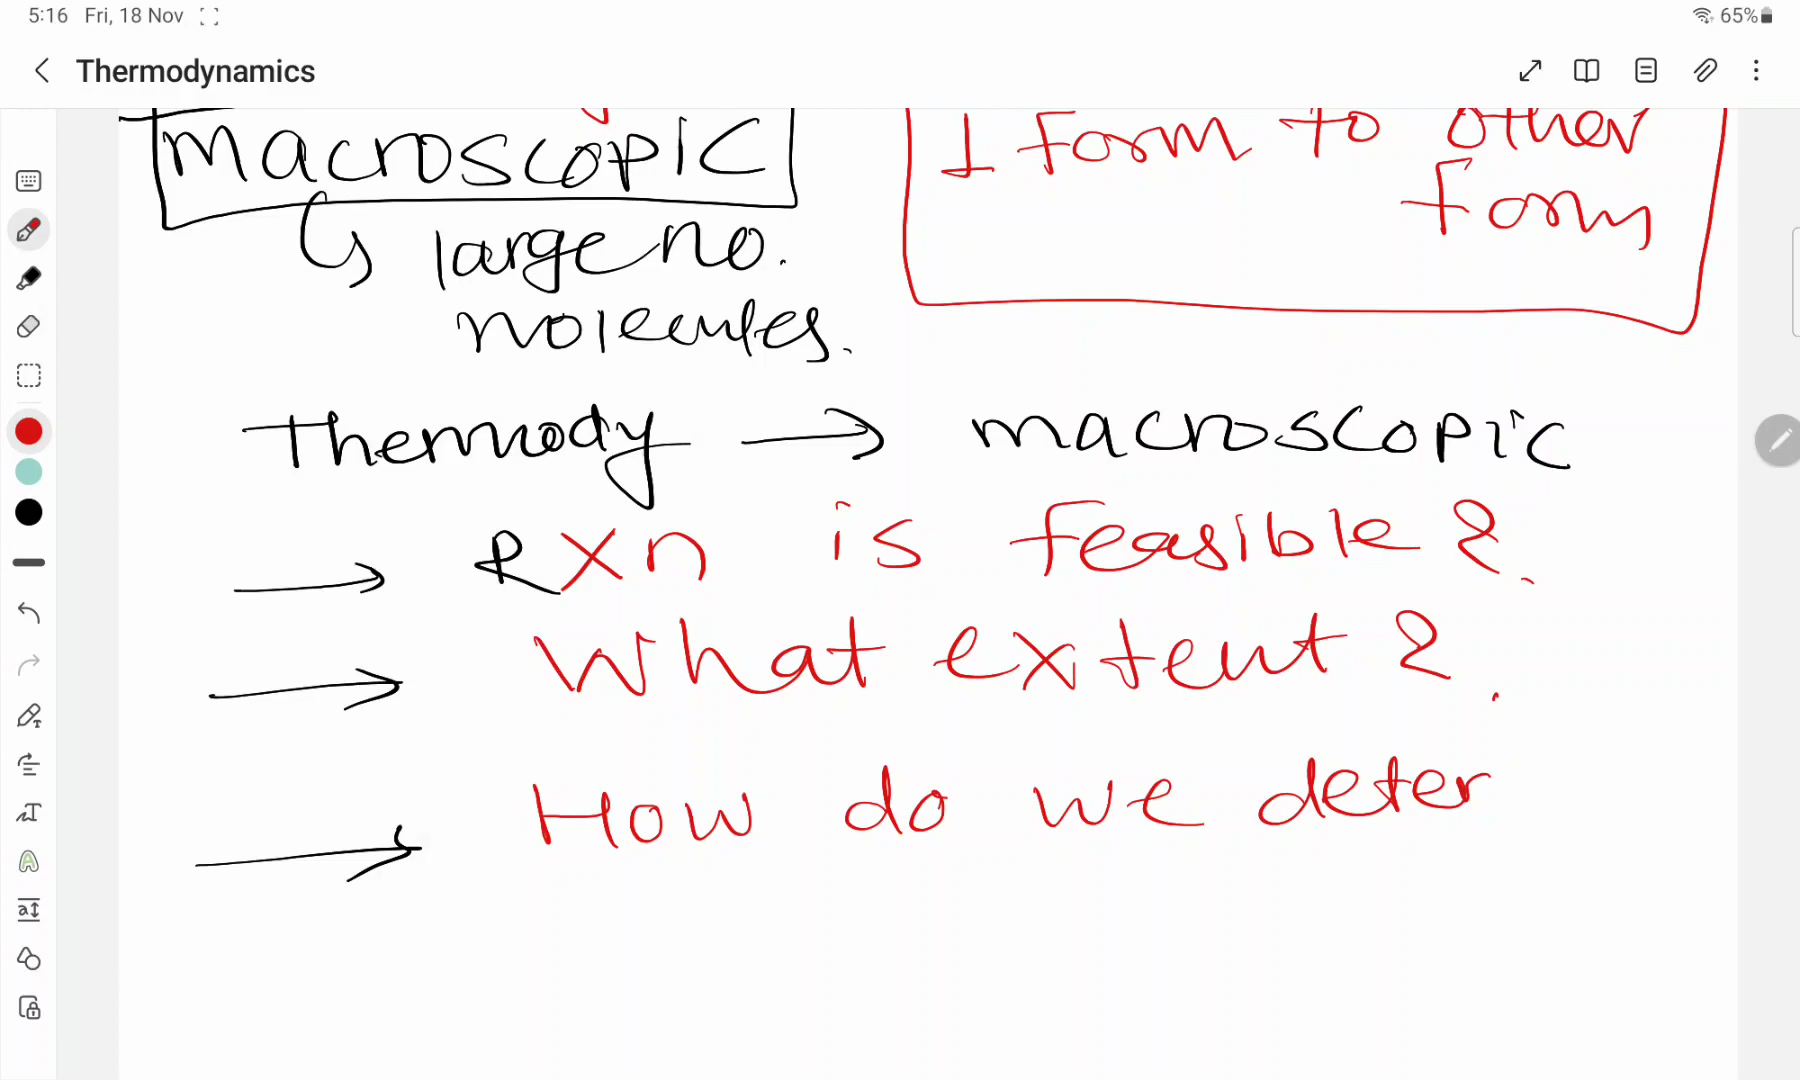 5:16 Fri, 18 Nov
65%
Thermodynamics
macroscopic
large no.
molecules.
1 Form to other
Form
Thermody → macroscopic
→ Rxn is feasible?
→ What extent?
→ How do we deter